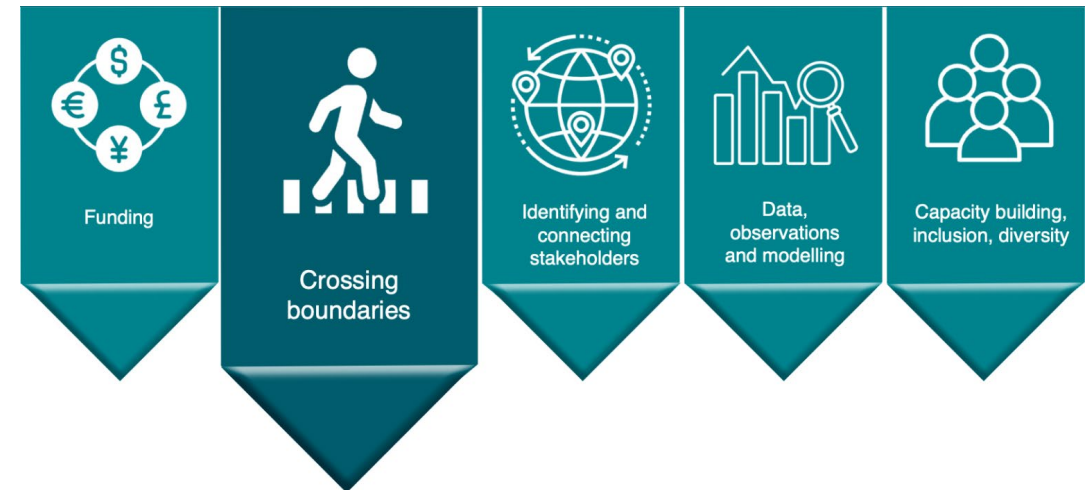 $
€
£
¥
Funding
Crossing
boundaries
Identifying and
connecting
stakeholders
Data,
observations
and modelling
Capacity building,
inclusion, diversity